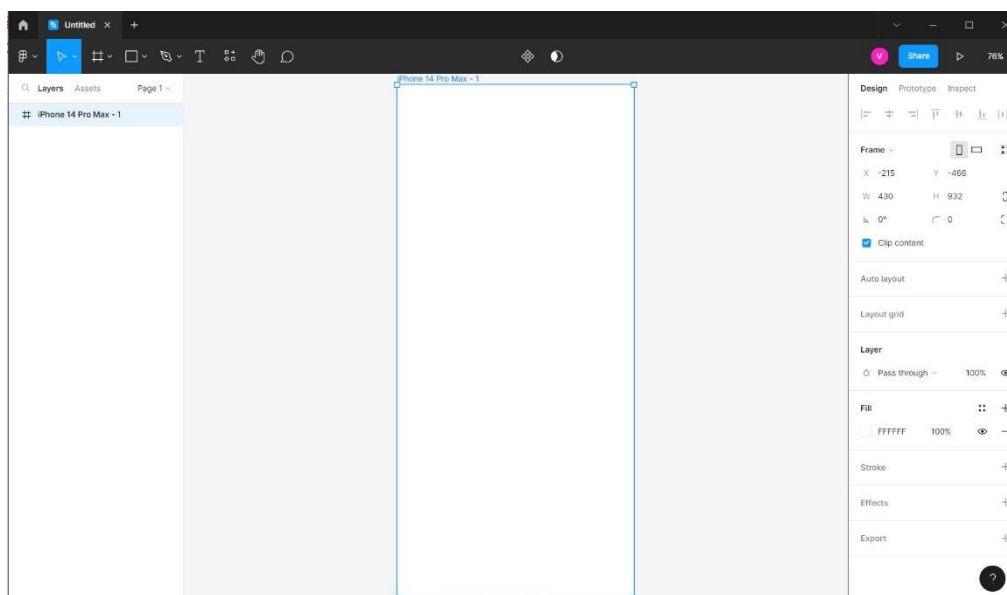 Untitled
V
Share
76%
Layers Assets Page 1
iPhone 14 Pro Max - 1
iPhone 14 Pro Max - 1
Design Prototype Inspect
Frame
X -215 Y -466
W 430 H 932
0° 0
Clip content
Auto layout
Layout grid
Layer
Pass through 100%
Fill
FFFFFF 100%
Stroke
Effects
Export
?